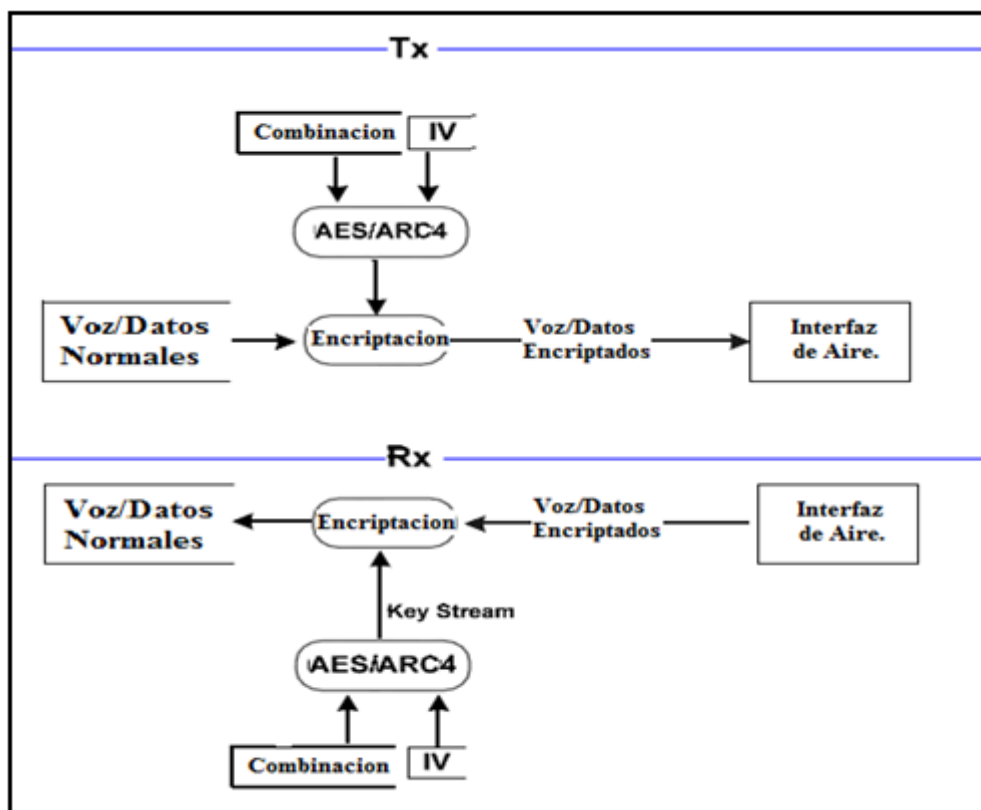 Tx
Combinacion IV
AES/ARC4
Voz/Datos
Normales
Encriptacion
Voz/Datos
Encriptados
Interfaz
de Aire.
Rx
Voz/Datos
Normales
Encriptacion
Voz/Datos
Encriptados
Interfaz
de Aire.
Key Stream
AES/ARC4
Combinacion IV